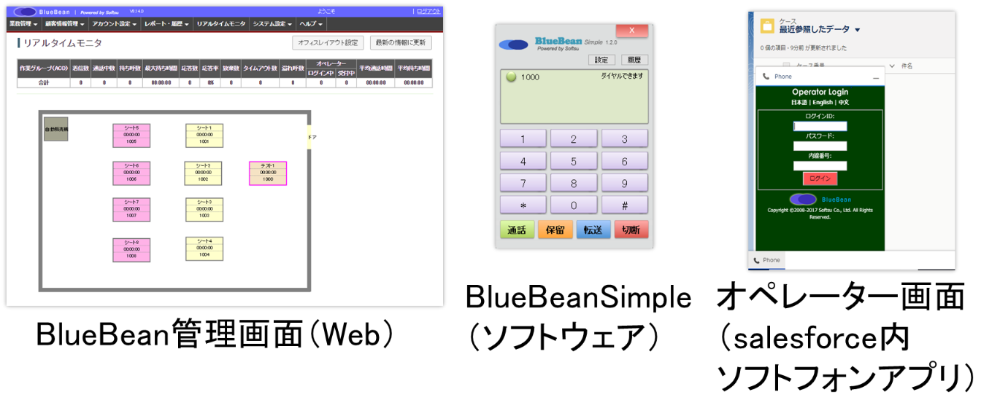 BlueBean | Powered by Softsu V8.14.0 ようこそ | ログアウト
業務管理 顧客情報管理 アカウント設定 レポート・履歴 リアルタイムモニタ システム設定 ヘルプ
リアルタイムモニタ
オフィスレイアウト設定 最新の情報に更新
作業グループ(ACD) 着信数 通話中数 待ち呼数 最大待ち時間 応答数 応答率 放棄数 タイムアウト数 溢れ呼数 オペレーター 平均通話時間 平均待ち時間
ログイン中 受付中
合計 0 0 0 00:00:00 0 0% 0 0 0 0 0 00:00:00 00:00:00
自動販売機
ドア
シート5
00:00:00
1005
シート1
00:00:00
1001
シート6
00:00:00
1006
シート2
00:00:00
1002
テスト1
00:00:00
1000
シート7
00:00:00
1007
シート3
00:00:00
1003
シート8
00:00:00
1008
シート4
00:00:00
1004
BlueBean管理画面(Web)
X
BlueBean Simple 1.2.0
Powered by Softsu
設定 履歴
1000 ダイヤルできます
1 2 3
4 5 6
7 8 9
* 0 #
通話 保留 転送 切断
BlueBeanSimple
(ソフトウェア)
ケース
最近参照したデータ
0 個の項目・9分前 が更新されました
ケース番号 件名
Phone
Operator Login
日本語 | English | 中文
ログインID:
パスワード:
内線番号:
ログイン
BlueBean
Copyright ©2008-2017 Softsu Co., Ltd. All Rights
Reserved.
Phone
オペレーター画面
(salesforce内
ソフトフォンアプリ)